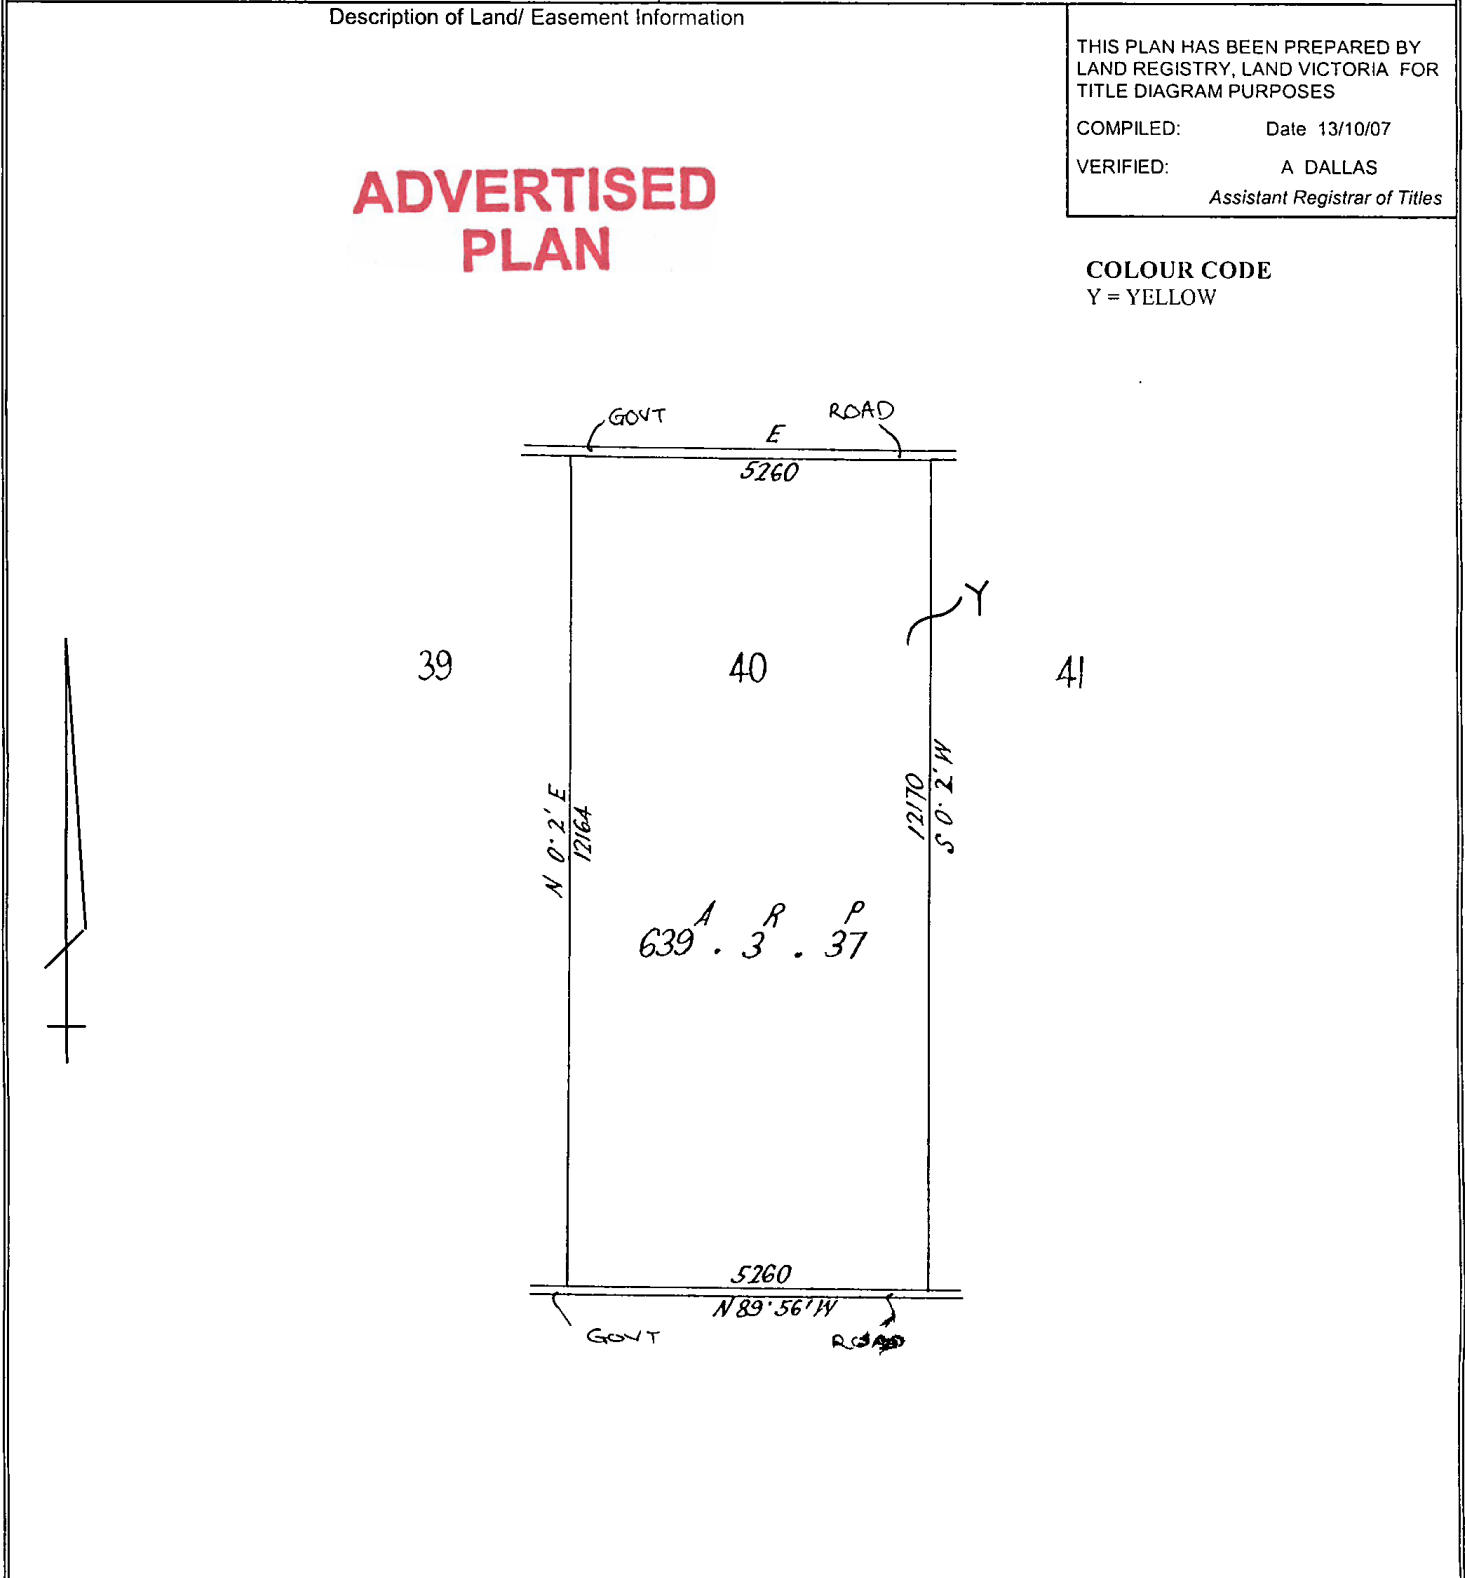 Description of Land/ Easement Information
THIS PLAN HAS BEEN PREPARED BY
LAND REGISTRY, LAND VICTORIA FOR
TITLE DIAGRAM PURPOSES
COMPILED: Date 13/10/07
VERIFIED: A DALLAS
Assistant Registrar of Titles
ADVERTISED
PLAN
COLOUR CODE
Y = YELLOW
GOVT ROAD
E
5260
Y
39 40 41
N 0° 2' E
12164
12170
S 0° 2' W
A R P
639 . 3 . 37
5260
N 89° 56' W
GOVT ROAD